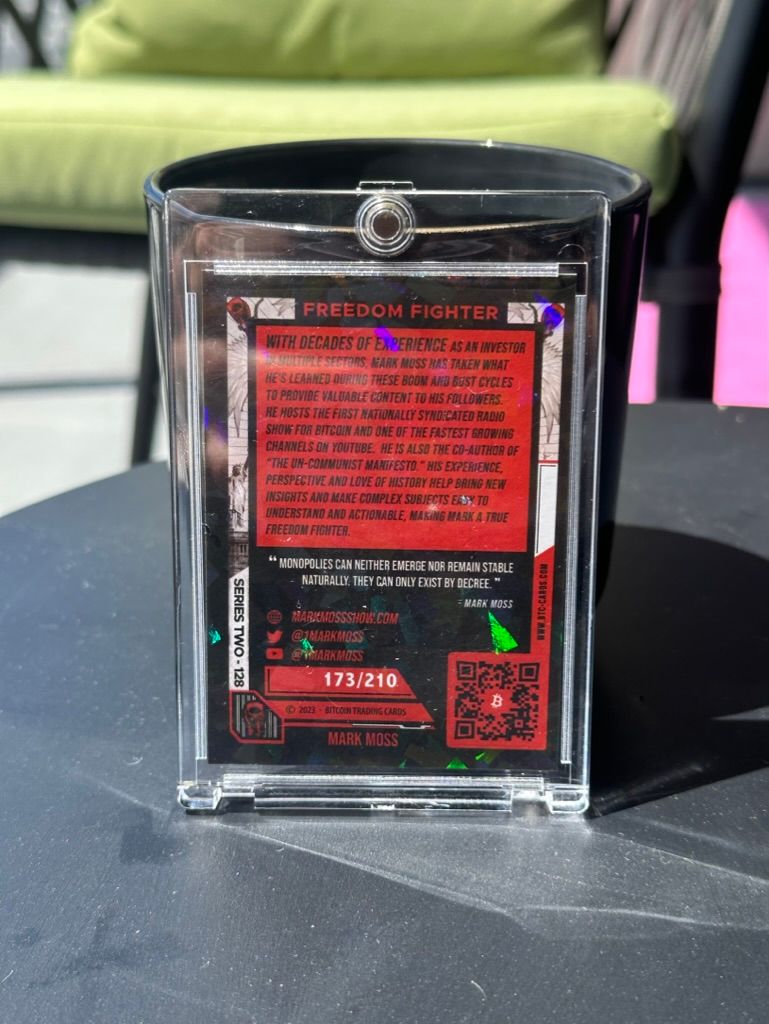 FREEDOM FIGHTER
WITH DECADES OF EXPERIENCE AS AN INVESTOR
IN MULTIPLE SECTORS, MARK MOSS HAS TAKEN WHAT
HE'S LEARNED DURING THESE BOOM AND BUST CYCLES
TO PROVIDE VALUABLE CONTENT TO HIS FOLLOWERS.
HE HOSTS THE FIRST NATIONALLY SYNDICATED RADIO
SHOW FOR BITCOIN AND ONE OF THE FASTEST GROWING
CHANNELS ON YOUTUBE. HE IS ALSO THE CO-AUTHOR OF
"THE UN-COMMUNIST MANIFESTO." HIS EXPERIENCE,
PERSPECTIVE AND LOVE OF HISTORY HELP BRING NEW
INSIGHTS AND MAKE COMPLEX SUBJECTS EASY TO
UNDERSTAND AND ACTIONABLE, MAKING MARK A TRUE
FREEDOM FIGHTER.
“ MONOPOLIES CAN NEITHER EMERGE NOR REMAIN STABLE
NATURALLY. THEY CAN ONLY EXIST BY DECREE. ”
- MARK MOSS
MARKMOSSSHOW.COM
@1MARKMOSS
@1MARKMOSS
173/210
© 2023 - BITCOIN TRADING CARDS
MARK MOSS
SERIES TWO - 128
WWW.BTC-CARDS.COM